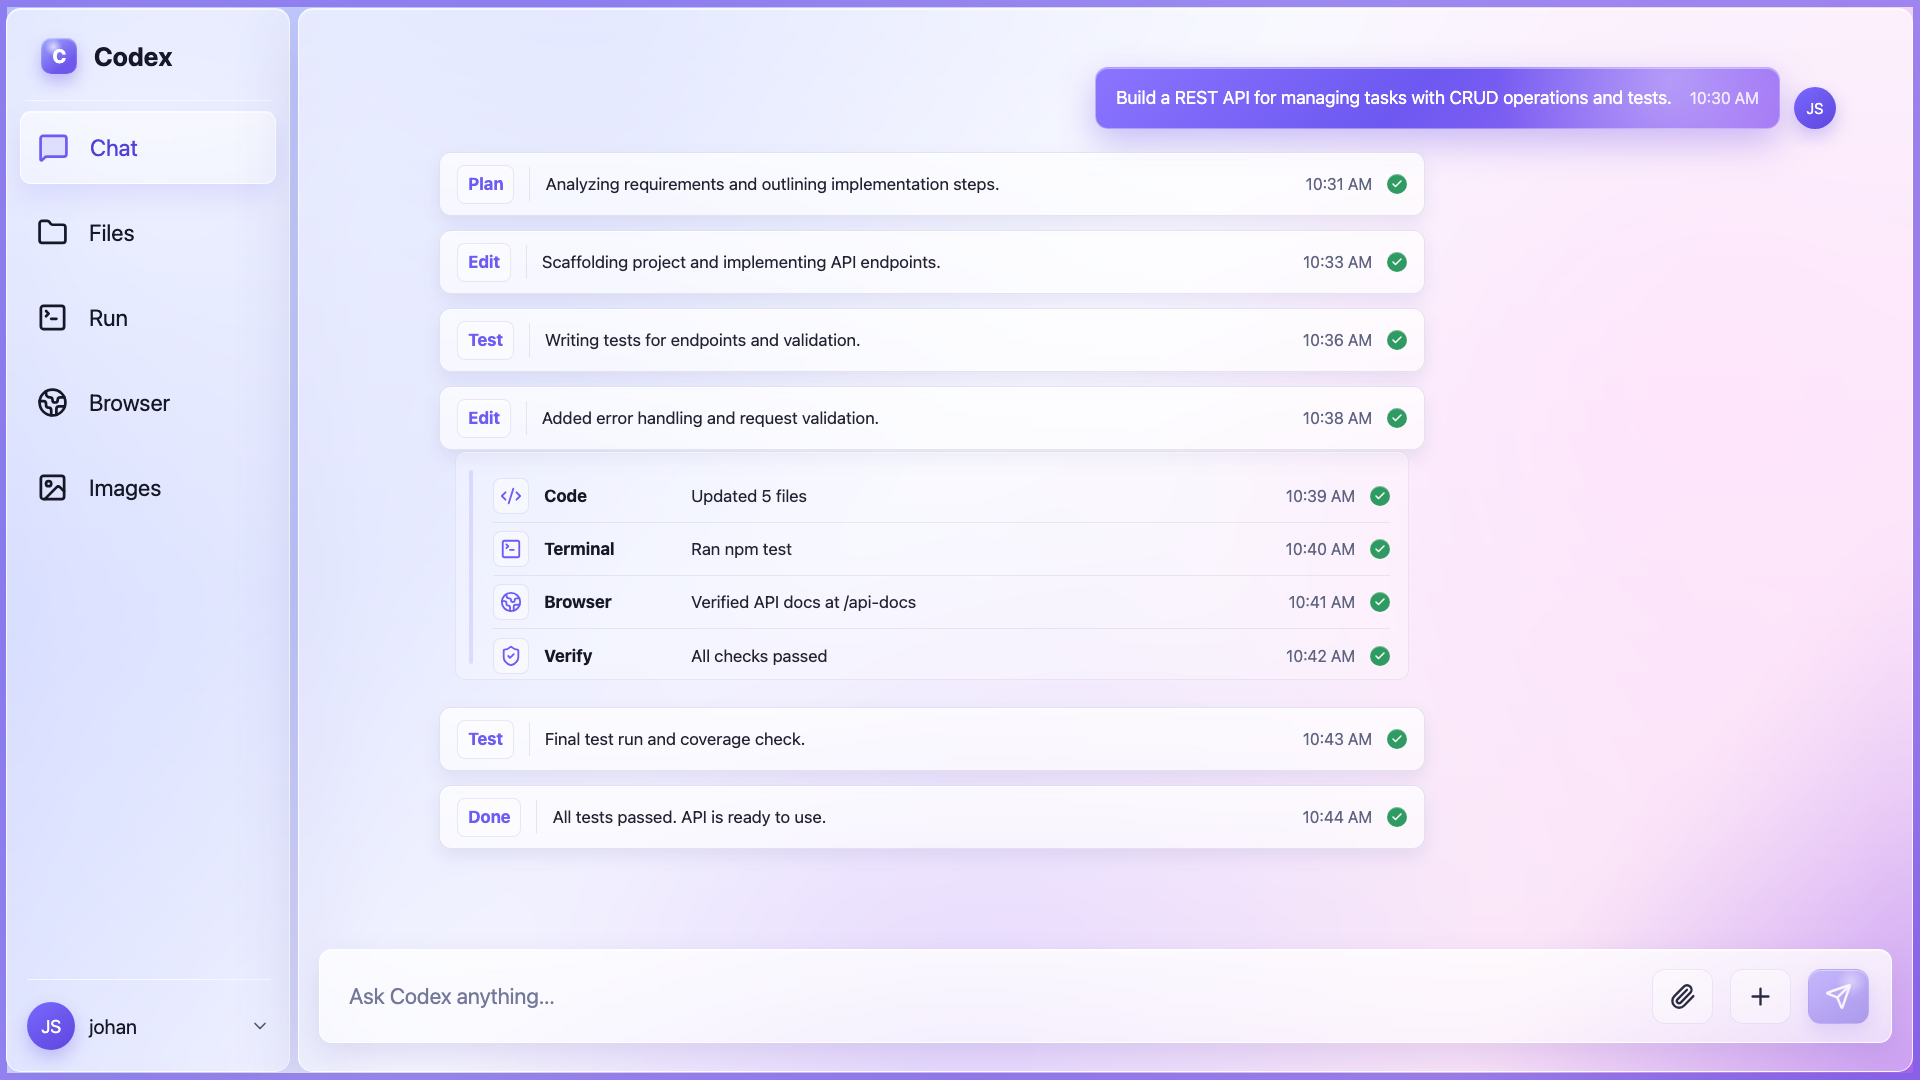 C Codex
Chat
Files
Run
Browser
Images
JS johan
Build a REST API for managing tasks with CRUD operations and tests. 10:30 AM JS
Plan Analyzing requirements and outlining implementation steps. 10:31 AM
Edit Scaffolding project and implementing API endpoints. 10:33 AM
Test Writing tests for endpoints and validation. 10:36 AM
Edit Added error handling and request validation. 10:38 AM
Code Updated 5 files 10:39 AM
Terminal Ran npm test 10:40 AM
Browser Verified API docs at /api-docs 10:41 AM
Verify All checks passed 10:42 AM
Test Final test run and coverage check. 10:43 AM
Done All tests passed. API is ready to use. 10:44 AM
Ask Codex anything...